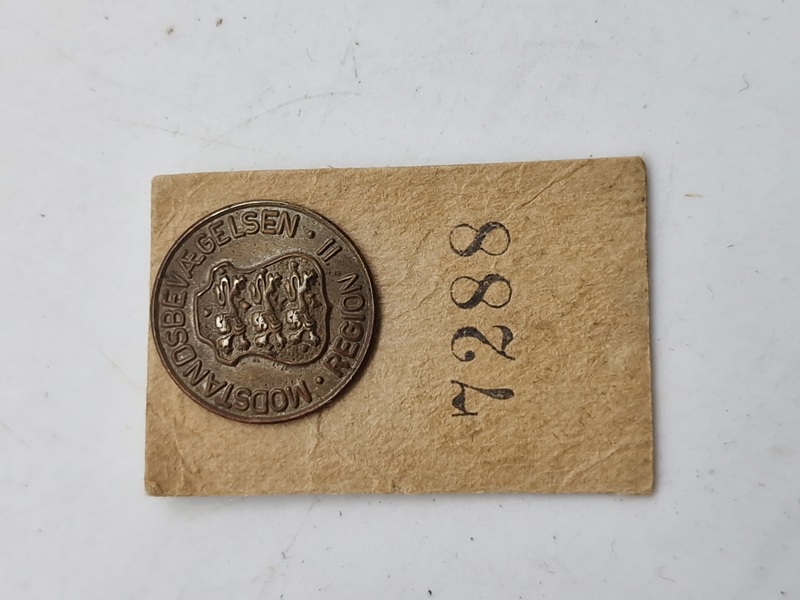 MODSTANDSBEVÆGELSEN · II REGION ·
7288